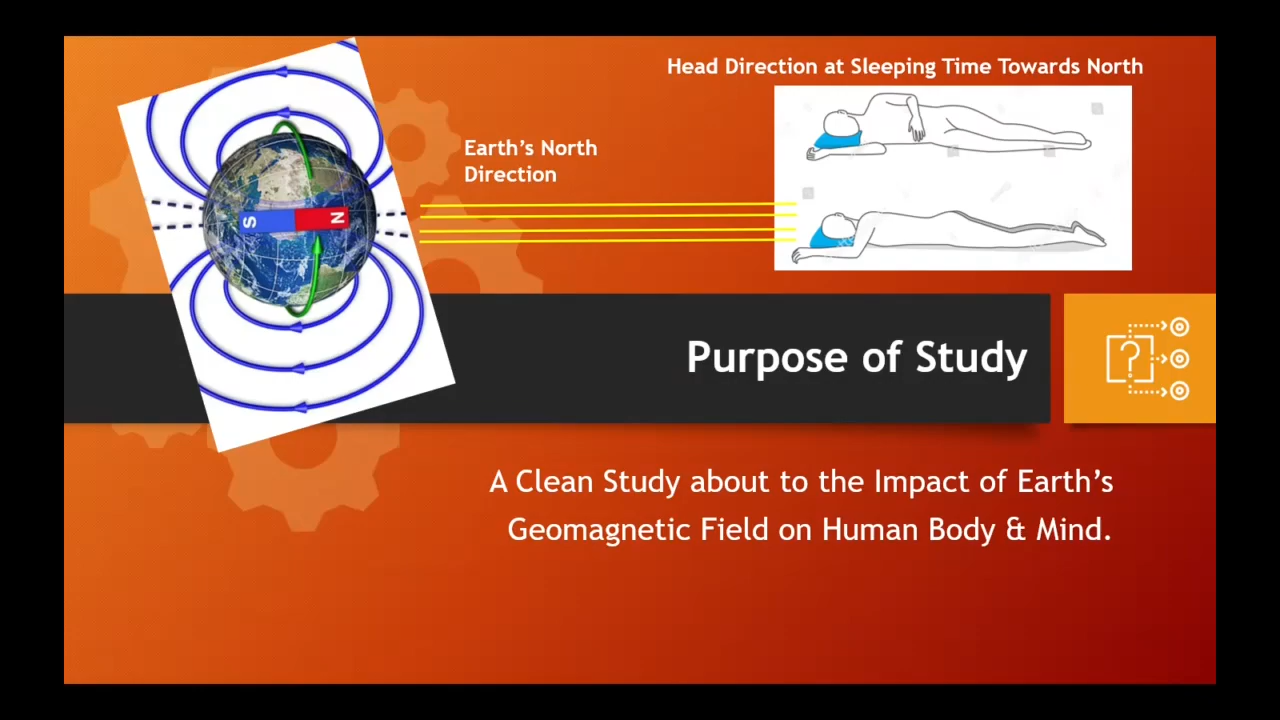 Head Direction at Sleeping Time Towards North
Earth's North
Direction
S N
Purpose of Study
?
A Clean Study about to the Impact of Earth's
Geomagnetic Field on Human Body & Mind.